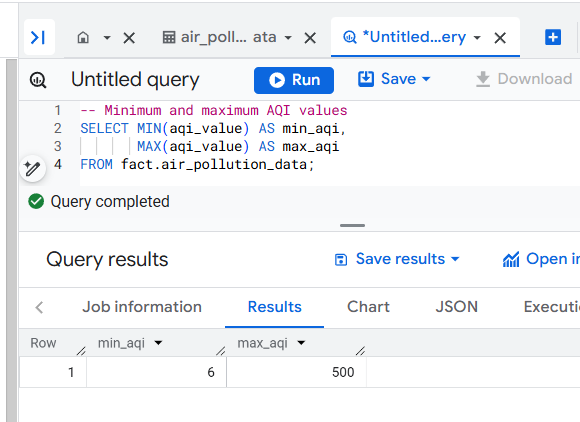 air_poll... ata
*Untitled...ery
Untitled query
Run
Save
Download
1 -- Minimum and maximum AQI values
2 SELECT MIN(aqi_value) AS min_aqi,
3 MAX(aqi_value) AS max_aqi
4 FROM fact.air_pollution_data;
Query completed
Query results
Save results
Open in
Job information
Results
Chart
JSON
Executi
Row
min_aqi
max_aqi
1
6
500